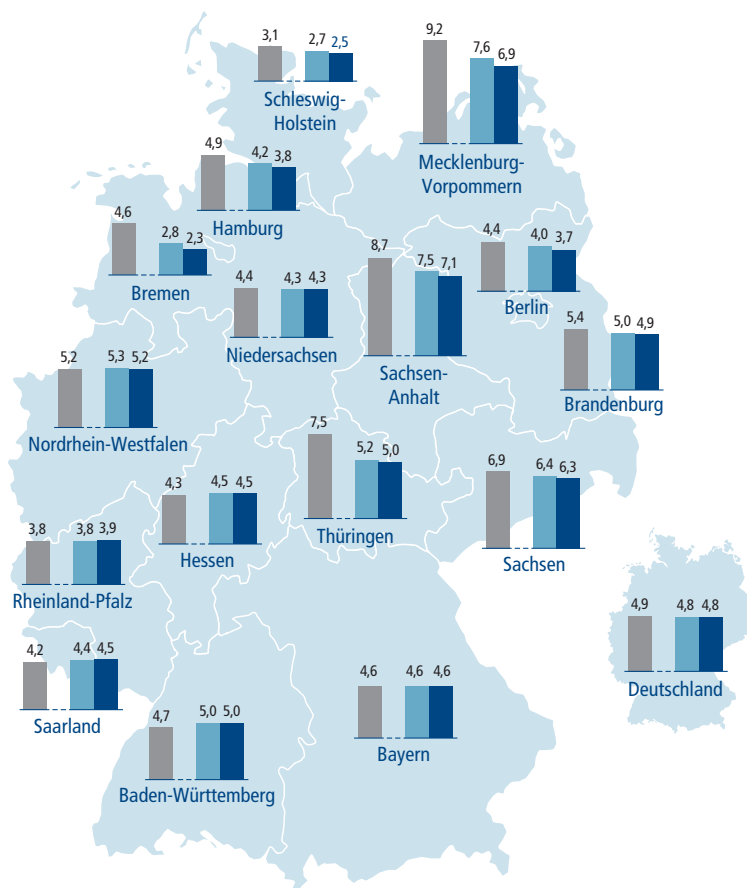 3,1 2,7 2,5
Schleswig-
Holstein
9,2 7,6 6,9
Mecklenburg-
Vorpommern
4,9 4,2 3,8
Hamburg
4,6 2,8 2,3
Bremen
4,4 4,3 4,3
Niedersachsen
8,7 7,5 7,1
Sachsen-
Anhalt
4,4 4,0 3,7
Berlin
5,4 5,0 4,9
Brandenburg
5,2 5,3 5,2
Nordrhein-Westfalen
4,3 4,5 4,5
Hessen
7,5 5,2 5,0
Thüringen
6,9 6,4 6,3
Sachsen
3,8 3,8 3,9
Rheinland-Pfalz
4,9 4,8 4,8
Deutschland
4,2 4,4 4,5
Saarland
4,7 5,0 5,0
Baden-Württemberg
4,6 4,6 4,6
Bayern